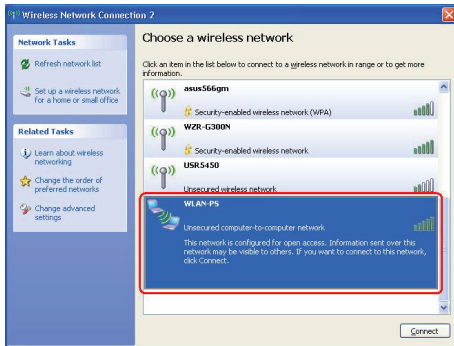 Wireless Network Connection 2
Network Tasks
Refresh network list
Set up a wireless network
for a home or small office
Related Tasks
Learn about wireless
networking
Change the order of
preferred networks
Change advanced
settings
Choose a wireless network
Click an item in the list below to connect to a wireless network in range or to get more
information.
asus566gm
Security-enabled wireless network (WPA)
WZR-G300N
Security-enabled wireless network
USR5450
Unsecured wireless network
WLAN-PS
Unsecured computer-to-computer network
This network is configured for open access. Information sent over this
network may be visible to others. If you want to connect to this network,
click Connect.
Connect